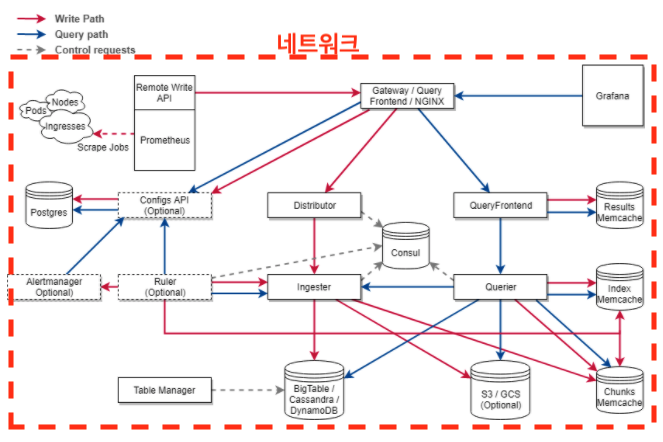 Write Path
Query path
Control requests
네트워크
Remote Write
API
Prometheus
Gateway / Query
Frontend / NGINX
Grafana
Nodes
Pods
Ingresses
Scrape Jobs
Postgres
Configs API
(Optional)
Distributor
QueryFrontend
Results
Memcache
Consul
Alertmanager
Optional)
Ruler
(Optional)
Ingester
Querier
Index
Memcache
Table Manager
BigTable /
Cassandra /
DynamoDB
S3 / GCS
(Optional)
Chunks
Memcache